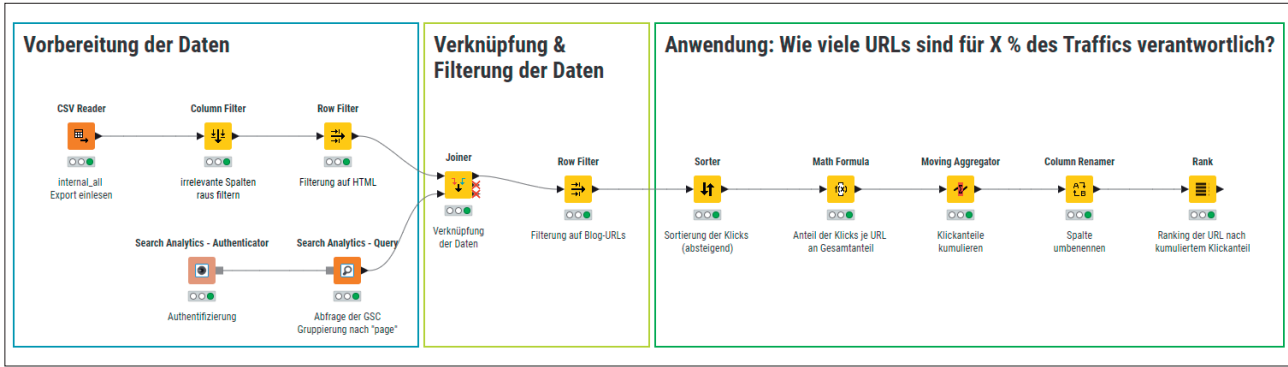 Vorbereitung der Daten
CSV Reader
internal_all
Export einlesen
Column Filter
irrelevante Spalten
raus filtern
Row Filter
Filterung auf HTML
Search Analytics - Authenticator
Authentifizierung
Search Analytics - Query
Abfrage der GSC
Gruppierung nach "page"
Verknüpfung &
Filterung der Daten
Joiner
Verknüpfung
der Daten
Row Filter
Filterung auf Blog-URLs
Anwendung: Wie viele URLs sind für X % des Traffics verantwortlich?
Sorter
Sortierung der Klicks
(absteigend)
Math Formula
Anteil der Klicks je URL
an Gesamtanteil
Moving Aggregator
Klickanteile
kumulieren
Column Renamer
Spalte
umbenennen
Rank
Ranking der URL nach
kumuliertem Klickanteil